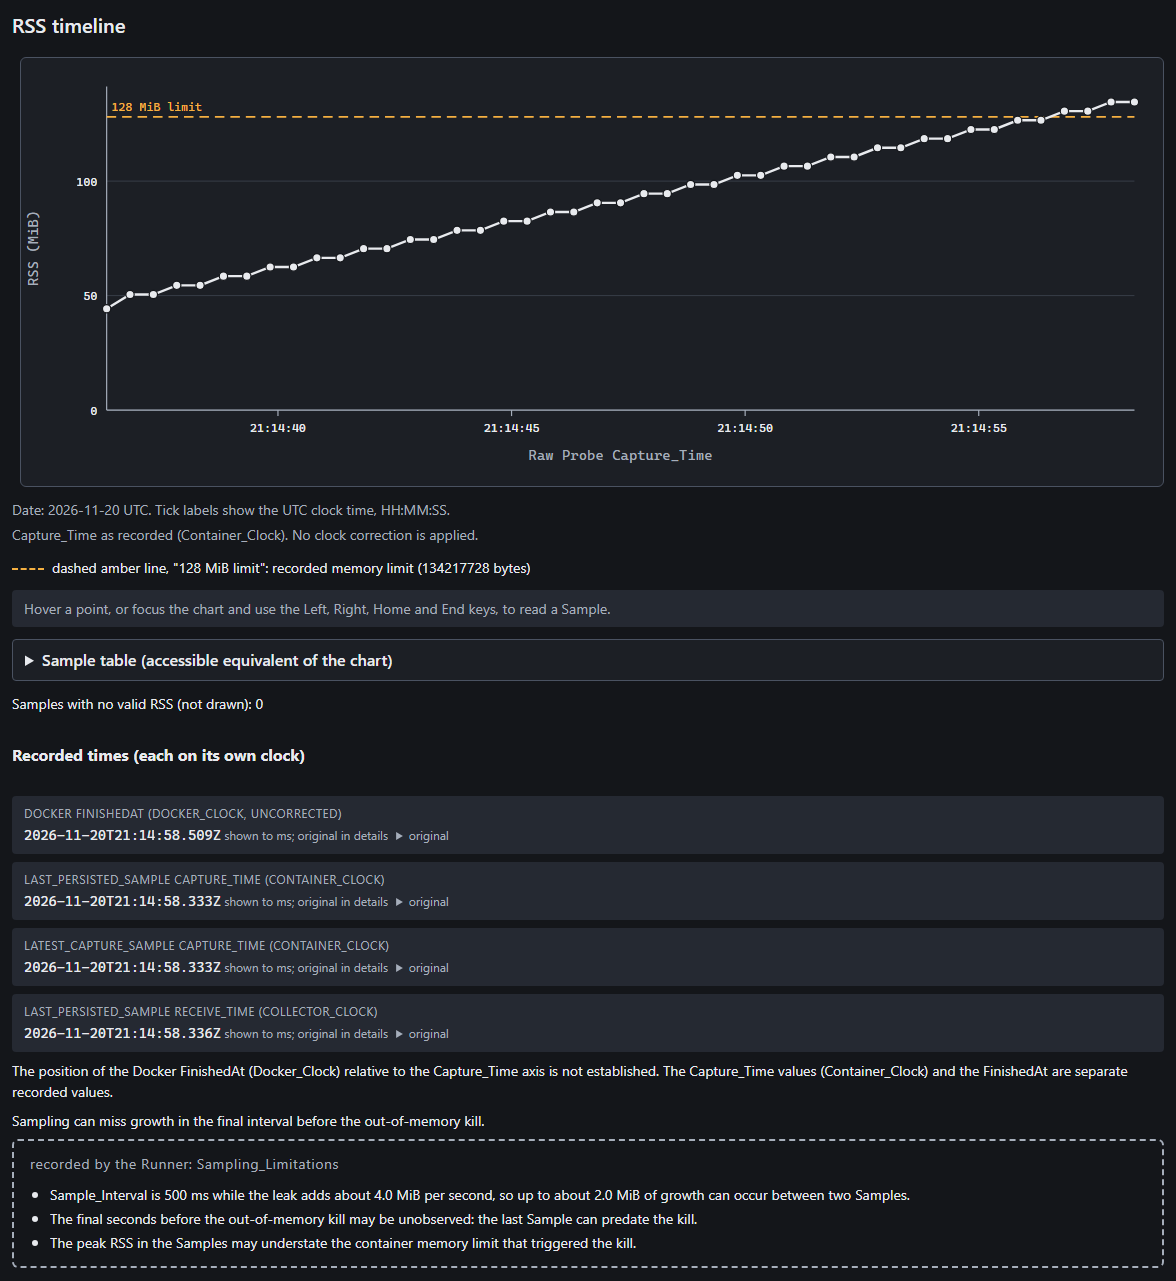 RSS timeline
128 MiB limit
100
50
0
RSS (MiB)
21:14:40
21:14:45
21:14:50
21:14:55
Raw Probe Capture_Time
Date: 2026-11-20 UTC. Tick labels show the UTC clock time, HH:MM:SS.
Capture_Time as recorded (Container_Clock). No clock correction is applied.
dashed amber line, "128 MiB limit": recorded memory limit (134217728 bytes)
Hover a point, or focus the chart and use the Left, Right, Home and End keys, to read a Sample.
▶ Sample table (accessible equivalent of the chart)
Samples with no valid RSS (not drawn): 0
Recorded times (each on its own clock)
DOCKER FINISHEDAT (DOCKER_CLOCK, UNCORRECTED)
2026-11-20T21:14:58.509Z shown to ms; original in details ▶ original
LAST_PERSISTED_SAMPLE CAPTURE_TIME (CONTAINER_CLOCK)
2026-11-20T21:14:58.333Z shown to ms; original in details ▶ original
LATEST_CAPTURE_SAMPLE CAPTURE_TIME (CONTAINER_CLOCK)
2026-11-20T21:14:58.333Z shown to ms; original in details ▶ original
LAST_PERSISTED_SAMPLE RECEIVE_TIME (COLLECTOR_CLOCK)
2026-11-20T21:14:58.336Z shown to ms; original in details ▶ original
The position of the Docker FinishedAt (Docker_Clock) relative to the Capture_Time axis is not established. The Capture_Time values (Container_Clock) and the FinishedAt are separate
recorded values.
Sampling can miss growth in the final interval before the out-of-memory kill.
recorded by the Runner: Sampling_Limitations
• Sample_Interval is 500 ms while the leak adds about 4.0 MiB per second, so up to about 2.0 MiB of growth can occur between two Samples.
• The final seconds before the out-of-memory kill may be unobserved: the last Sample can predate the kill.
• The peak RSS in the Samples may understate the container memory limit that triggered the kill.